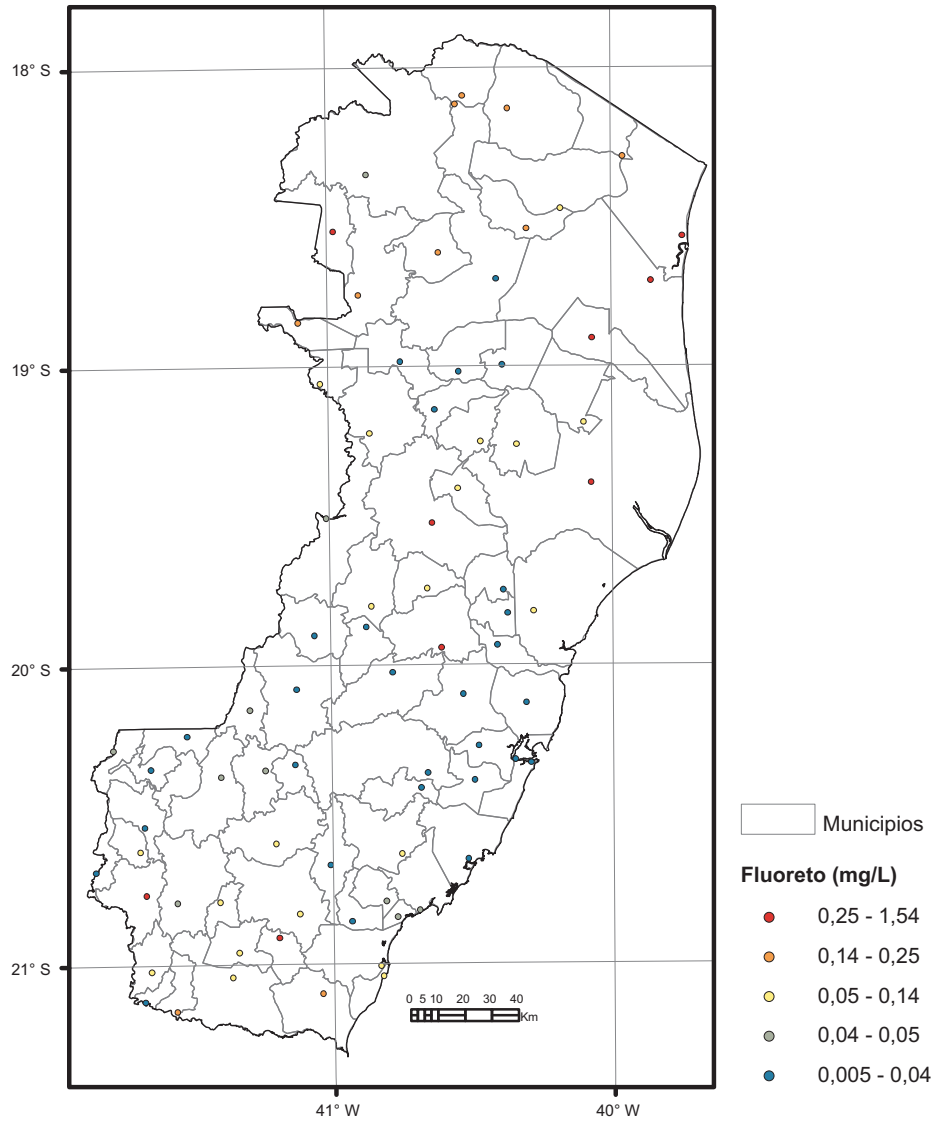 18° S
19° S
20° S
21° S
41° W
40° W
0 5 10 20 30 40
Km
Municipios
Fluoreto (mg/L)
0,25 - 1,54
0,14 - 0,25
0,05 - 0,14
0,04 - 0,05
0,005 - 0,04